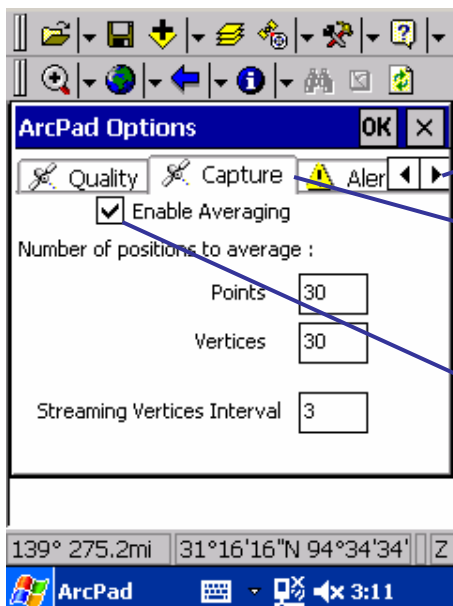 ArcPad Options OK
Quality Capture Aler
Enable Averaging
Number of positions to average :
Points 30
Vertices 30
Streaming Vertices Interval 3
139° 275.2mi 31°16'16"N 94°34'34' Z
ArcPad 3:11